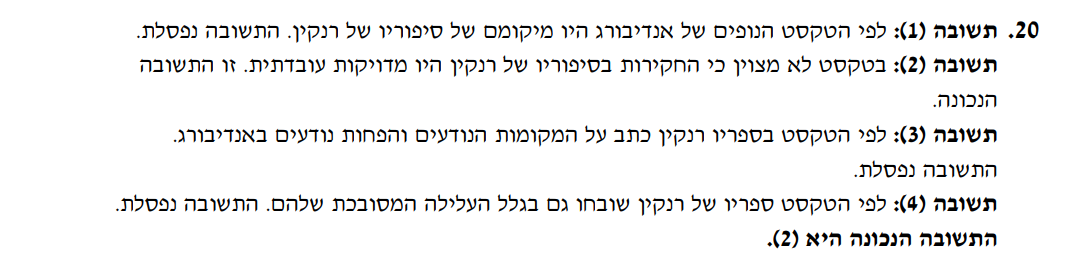 20. תשובה (1): לפי הטקסט הנופים של אנדיבורג היו מיקומם של סיפוריו של רנקין. התשובה נפסלת.
תשובה (2): בטקסט לא מצוין כי החקירות בסיפוריו של רנקין היו מדויקות עובדתית. זו התשובה
הנכונה.
תשובה (3): לפי הטקסט בספריו רנקין כתב על המקומות הנודעים והפחות נודעים באנדיבורג.
התשובה נפסלת.
תשובה (4): לפי הטקסט ספריו של רנקין שובחו גם בגלל העלילה המסובכת שלהם. התשובה נפסלת.
התשובה הנכונה היא (2).